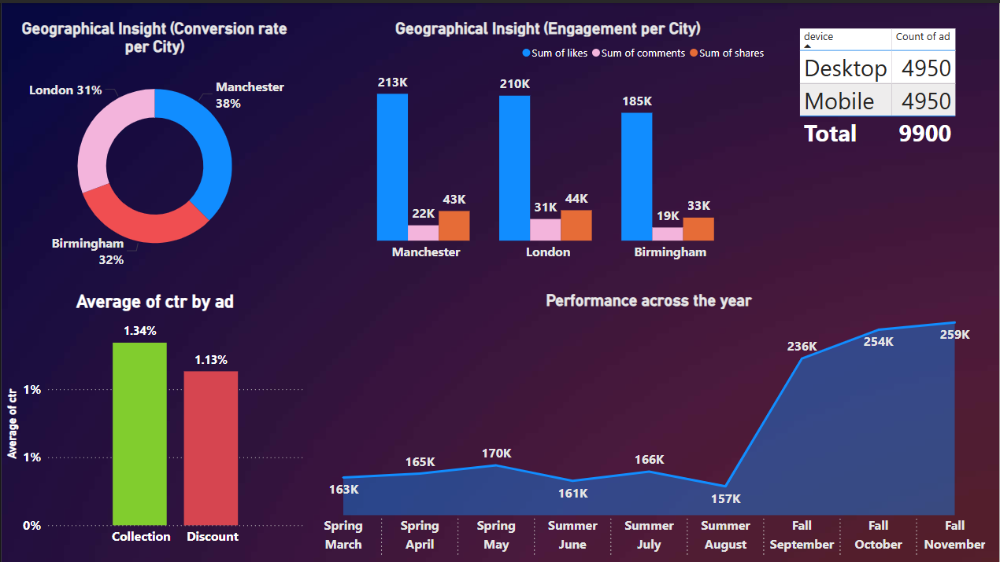 Geographical Insight (Conversion rate
per City)
London 31%
Manchester
38%
Birmingham
32%
Geographical Insight (Engagement per City)
Sum of likes Sum of comments Sum of shares
213K
22K
43K
Manchester
210K
31K
44K
London
185K
19K
33K
Birmingham
device Count of ad
Desktop 4950
Mobile 4950
Total 9900
Average of ctr by ad
Average of ctr
1%
1%
0%
1.34%
1.13%
Collection Discount
Performance across the year
163K
165K
170K
161K
166K
157K
236K
254K
259K
Spring Spring Spring Summer Summer Summer Fall Fall Fall
March April May June July August September October November